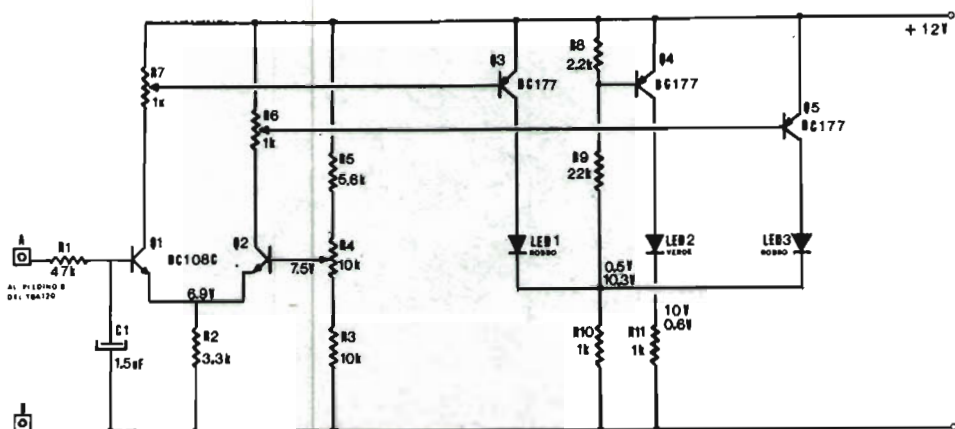 + 12V
R7
1k
R6
1k
Q3
BC177
R8
2.2k
Q4
BC177
Q5
BC177
R5
5.6k
R9
22k
A
R1
47k
AL PIEDINO 8
DEL TBA120
Q1
BC108C
Q2
7.5V
R4
10k
LED1
ROSSO
LED2
VERDE
LED3
ROSSO
6.9V
0.5V
10.3V
10V
0.6V
C1
1.5uF
R2
3.3k
R3
10k
R10
1k
R11
1k